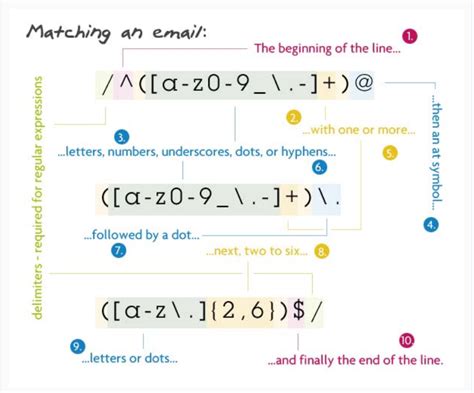 Matching an email:
1.
The beginning of the line...
/^([a-z0-9_\.-]+)@
2.
...with one or more...
3.
...letters, numbers, underscores, dots, or hyphens...
...then an at symbol...
4.
5.
6.
([a-z0-9_\.-]+)\.
...followed by a dot...
7.
...next, two to six...
8.
([a-z\.]{2,6})$/
9.
...letters or dots...
10.
...and finally the end of the line.
delimiters - required for regular expressions